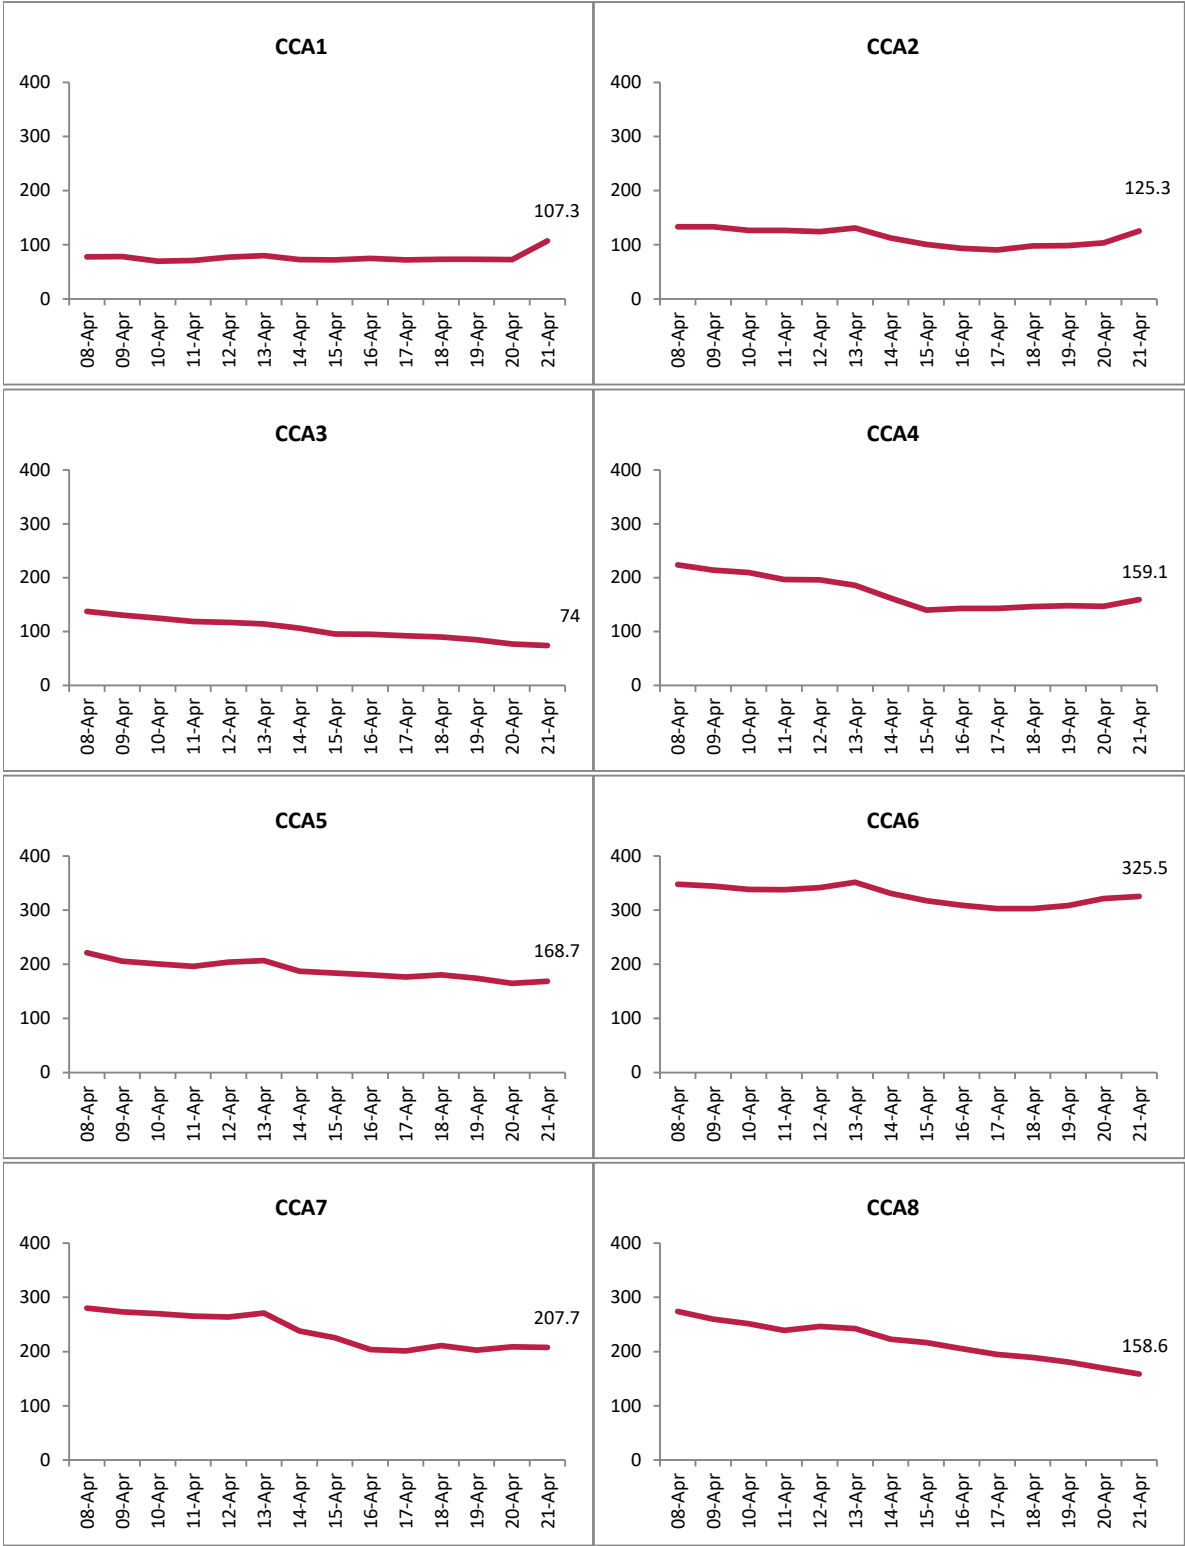 CCA1
400
300
200
100
0
107.3
08-Apr
09-Apr
10-Apr
11-Apr
12-Apr
13-Apr
14-Apr
15-Apr
16-Apr
17-Apr
18-Apr
19-Apr
20-Apr
21-Apr
CCA2
400
300
200
100
0
125.3
08-Apr
09-Apr
10-Apr
11-Apr
12-Apr
13-Apr
14-Apr
15-Apr
16-Apr
17-Apr
18-Apr
19-Apr
20-Apr
21-Apr
CCA3
400
300
200
100
0
74
08-Apr
09-Apr
10-Apr
11-Apr
12-Apr
13-Apr
14-Apr
15-Apr
16-Apr
17-Apr
18-Apr
19-Apr
20-Apr
21-Apr
CCA4
400
300
200
100
0
159.1
08-Apr
09-Apr
10-Apr
11-Apr
12-Apr
13-Apr
14-Apr
15-Apr
16-Apr
17-Apr
18-Apr
19-Apr
20-Apr
21-Apr
CCA5
400
300
200
100
0
168.7
08-Apr
09-Apr
10-Apr
11-Apr
12-Apr
13-Apr
14-Apr
15-Apr
16-Apr
17-Apr
18-Apr
19-Apr
20-Apr
21-Apr
CCA6
400
300
200
100
0
325.5
08-Apr
09-Apr
10-Apr
11-Apr
12-Apr
13-Apr
14-Apr
15-Apr
16-Apr
17-Apr
18-Apr
19-Apr
20-Apr
21-Apr
CCA7
400
300
200
100
0
207.7
08-Apr
09-Apr
10-Apr
11-Apr
12-Apr
13-Apr
14-Apr
15-Apr
16-Apr
17-Apr
18-Apr
19-Apr
20-Apr
21-Apr
CCA8
400
300
200
100
0
158.6
08-Apr
09-Apr
10-Apr
11-Apr
12-Apr
13-Apr
14-Apr
15-Apr
16-Apr
17-Apr
18-Apr
19-Apr
20-Apr
21-Apr